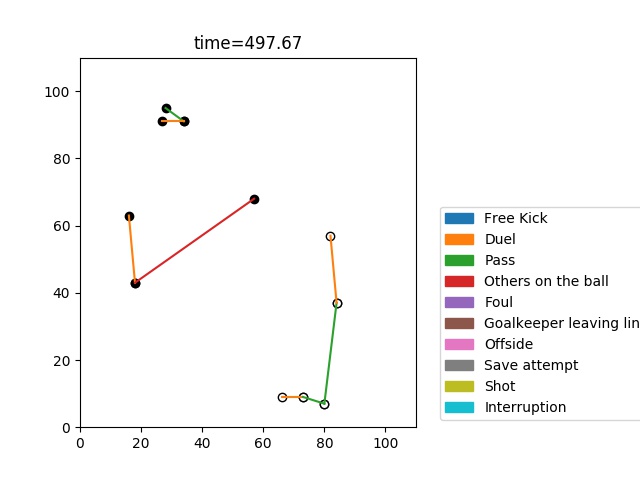 time=497.67
100
80
60
40
20
0
0 20 40 60 80 100
Free Kick
Duel
Pass
Others on the ball
Foul
Goalkeeper leaving lin
Offside
Save attempt
Shot
Interruption